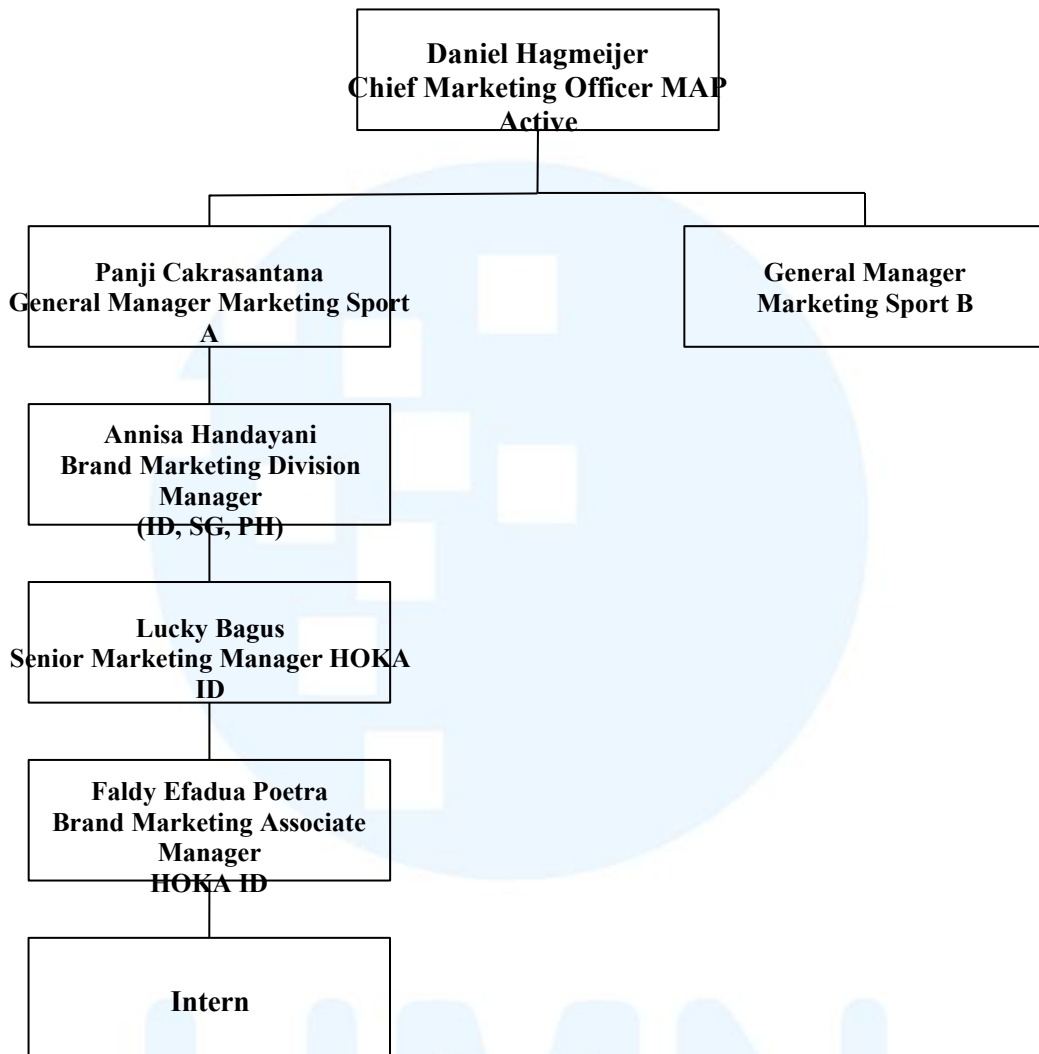 Daniel Hagmeijer
Chief Marketing Officer MAP
Active
Panji Cakrasantana
General Manager Marketing Sport
A
General Manager
Marketing Sport B
Annisa Handayani
Brand Marketing Division
Manager
(ID, SG, PH)
Lucky Bagus
Senior Marketing Manager HOKA
ID
Faldy Efadua Poetra
Brand Marketing Associate
Manager
HOKA ID
Intern